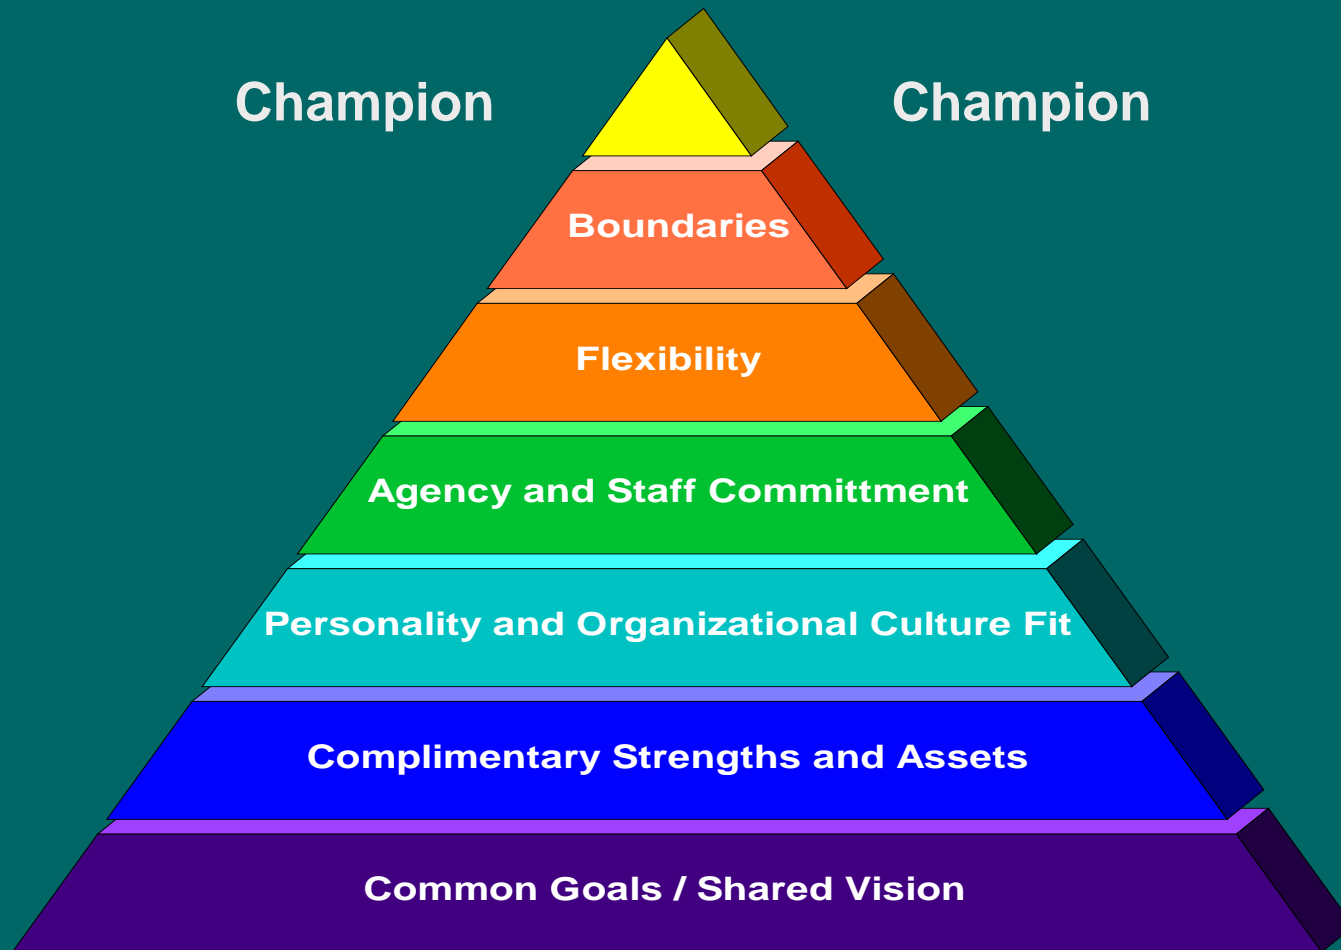 Champion
Champion
Boundaries
Flexibility
Agency and Staff Committment
Personality and Organizational Culture Fit
Complimentary Strengths and Assets
Common Goals / Shared Vision